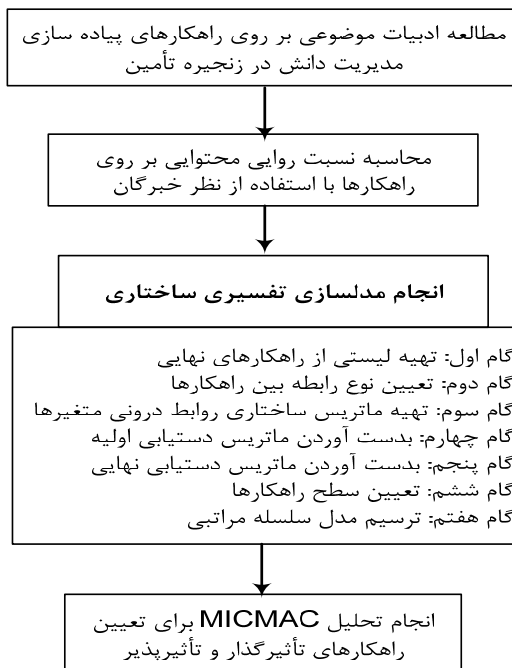 مطالعه ادبیات موضوعی بر روی راهکارهای پیاده سازی
مدیریت دانش در زنجیره تأمین
محاسبه نسبت روایی محتوایی بر روی
راهکارها با استفاده از نظر خبرگان
انجام مدلسازی تفسیری ساختاری
گام اول: تهیه لیستی از راهکارهای نهایی
گام دوم: تعیین نوع رابطه بین راهکارها
گام سوم: تهیه ماتریس ساختاری روابط درونی متغیرها
گام چهارم: بدست آوردن ماتریس دستیابی اولیه
گام پنجم: بدست آوردن ماتریس دستیابی نهایی
گام ششم: تعیین سطح راهکارها
گام هفتم: ترسیم مدل سلسله مراتبی
انجام تحلیل MICMAC برای تعیین
راهکارهای تأثیرگذار و تأثیرپذیر